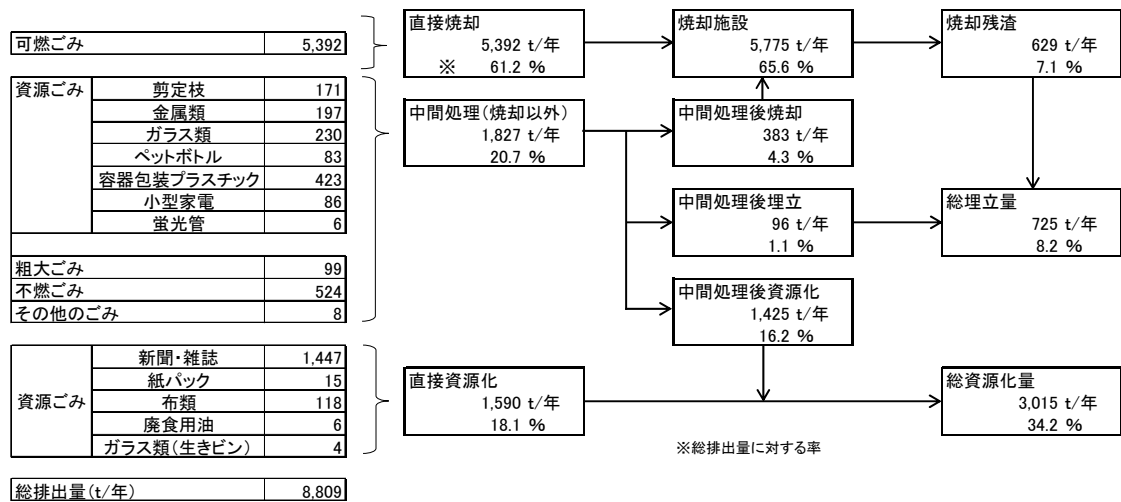 可燃ごみ 5,392
資源ごみ 剪定枝 171
金属類 197
ガラス類 230
ペットボトル 83
容器包装プラスチック 423
小型家電 86
蛍光管 6
粗大ごみ 99
不燃ごみ 524
その他のごみ 8
新聞・雑誌 1,447
紙パック 15
資源ごみ 布類 118
廃食用油 6
ガラス類(生きビン) 4
総排出量(t/年) 8,809
直接焼却
5,392 t/年
※ 61.2 %
焼却施設
5,775 t/年
65.6 %
焼却残渣
629 t/年
7.1 %
中間処理(焼却以外)
1,827 t/年
20.7 %
中間処理後焼却
383 t/年
4.3 %
中間処理後埋立
96 t/年
1.1 %
総埋立量
725 t/年
8.2 %
中間処理後資源化
1,425 t/年
16.2 %
直接資源化
1,590 t/年
18.1 %
総資源化量
3,015 t/年
34.2 %
※総排出量に対する率